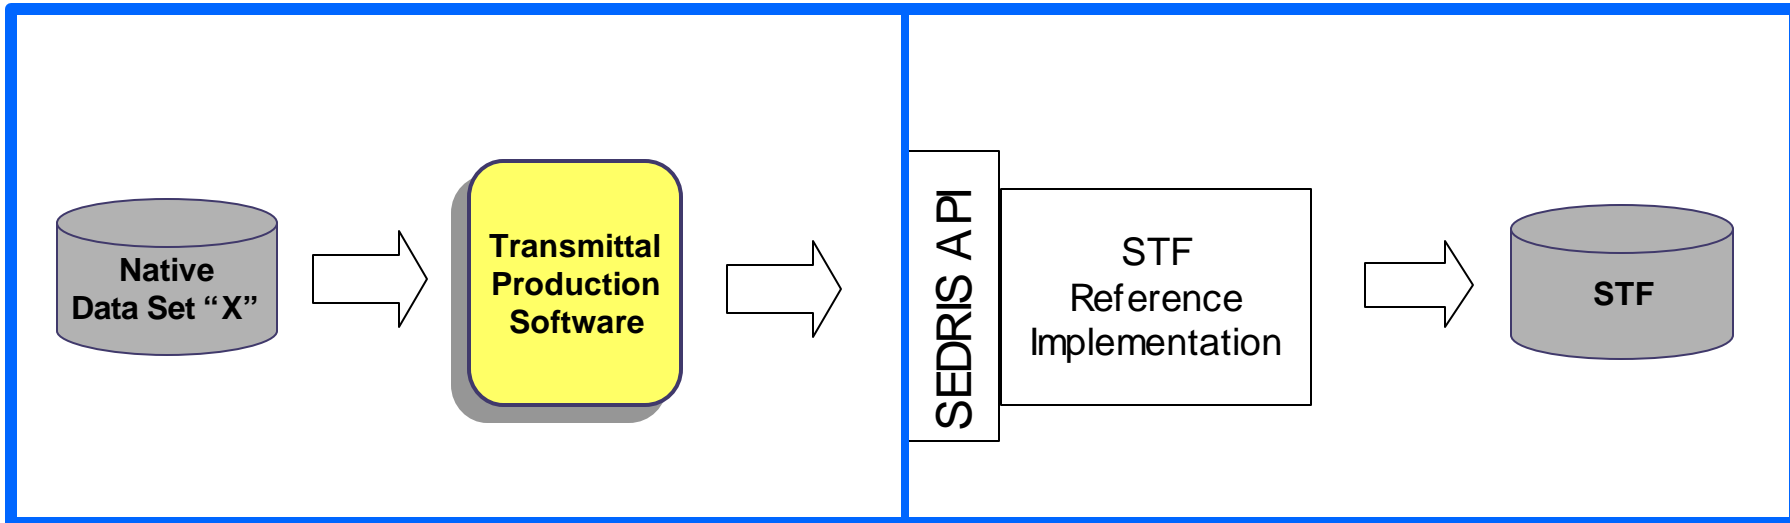 Native
Data Set “X”
Transmittal
Production
Software
SEDRIS API
STF
Reference
Implementation
STF